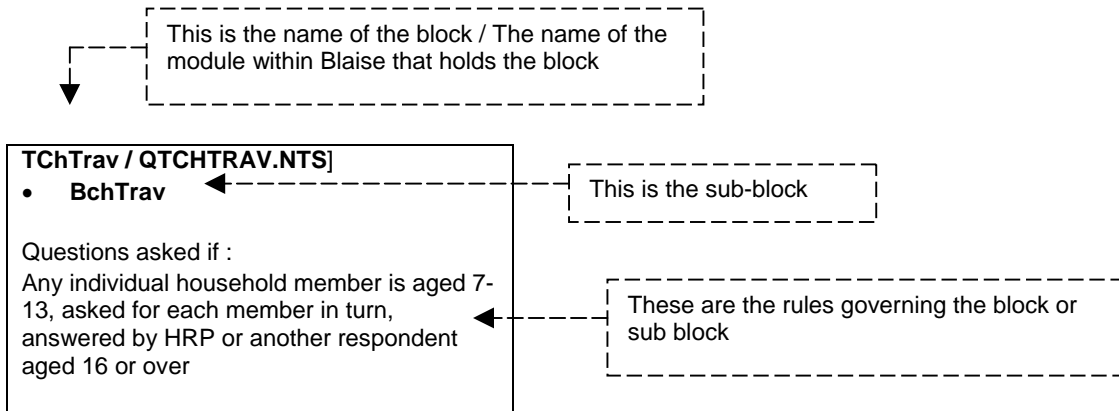 This is the name of the block / The name of the
module within Blaise that holds the block
TChTrav / QTCHTRAV.NTS]
• BchTrav
This is the sub-block
Questions asked if :
Any individual household member is aged 7-
13, asked for each member in turn,
answered by HRP or another respondent
aged 16 or over
These are the rules governing the block or
sub block